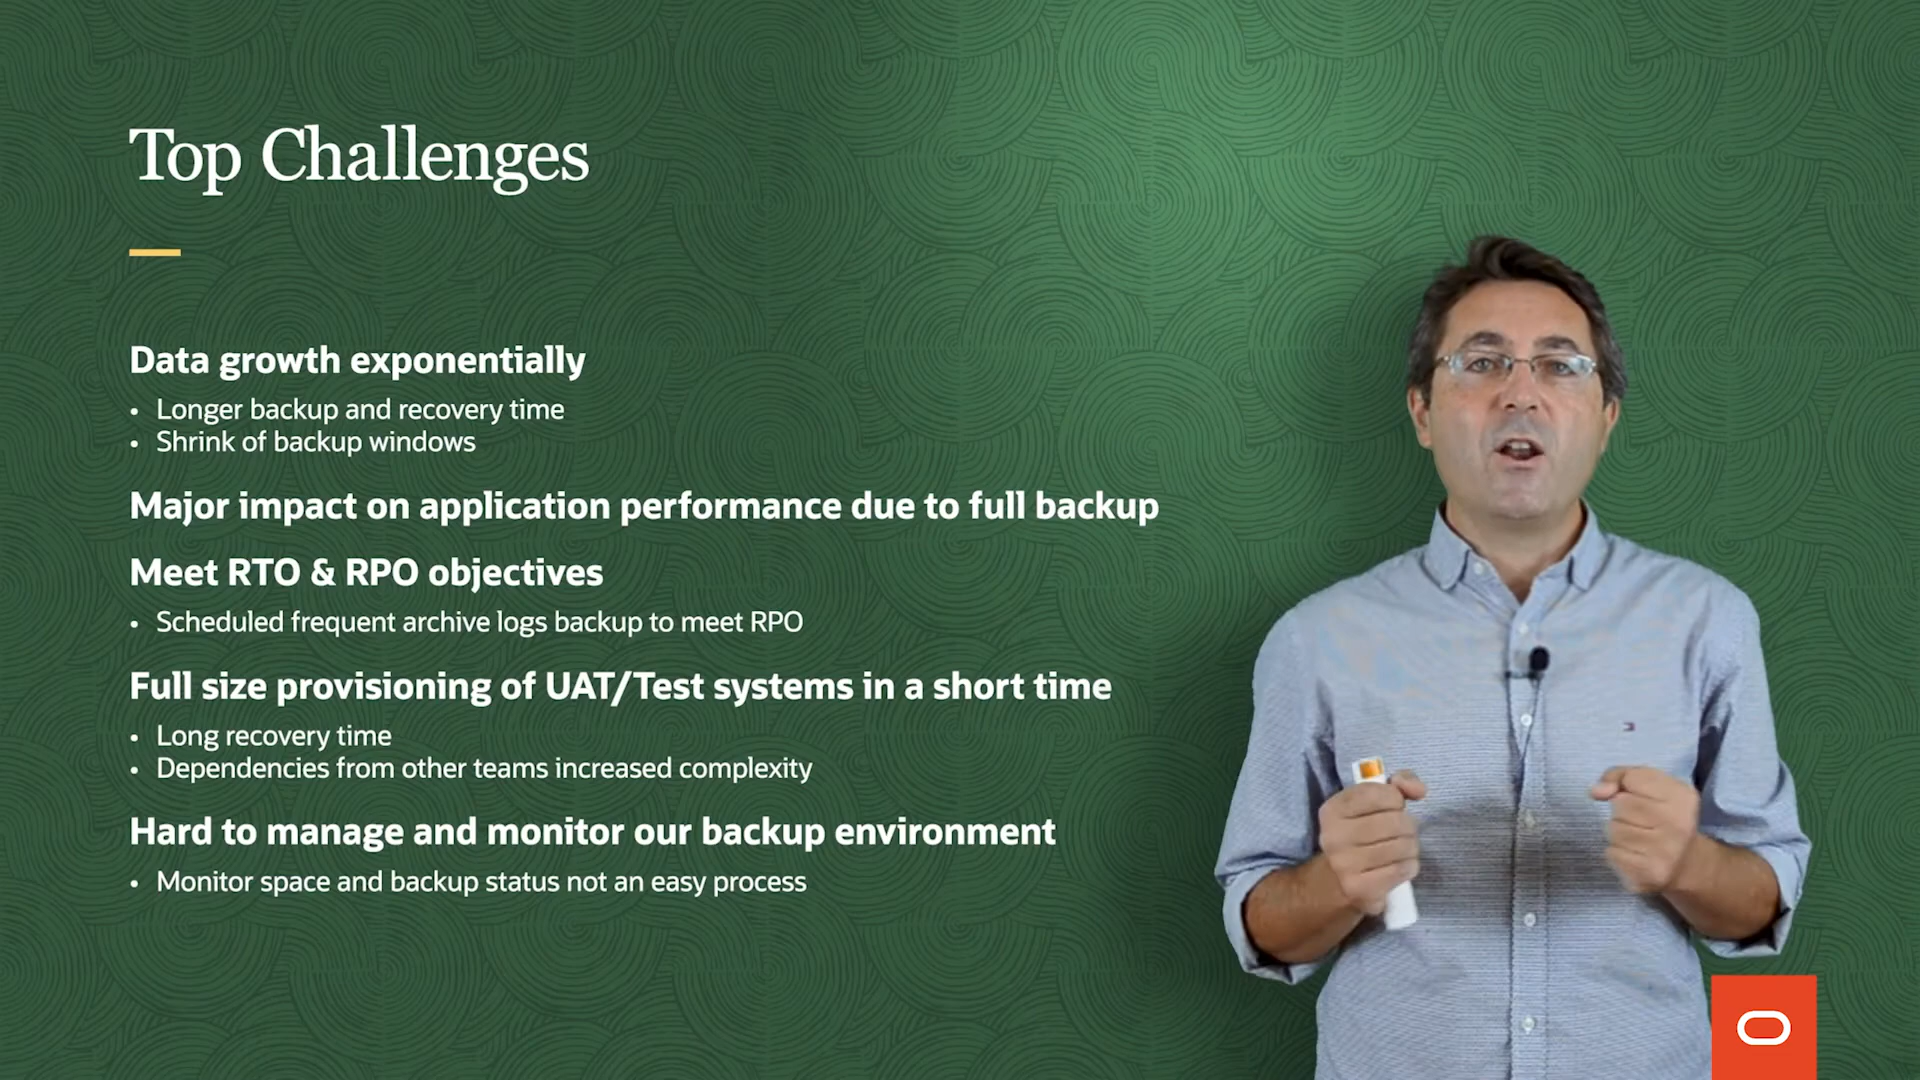 Top Challenges
Data growth exponentially
• Longer backup and recovery time
• Shrink of backup windows
Major impact on application performance due to full backup
Meet RTO & RPO objectives
• Scheduled frequent archive logs backup to meet RPO
Full size provisioning of UAT/Test systems in a short time
• Long recovery time
• Dependencies from other teams increased complexity
Hard to manage and monitor our backup environment
• Monitor space and backup status not an easy process